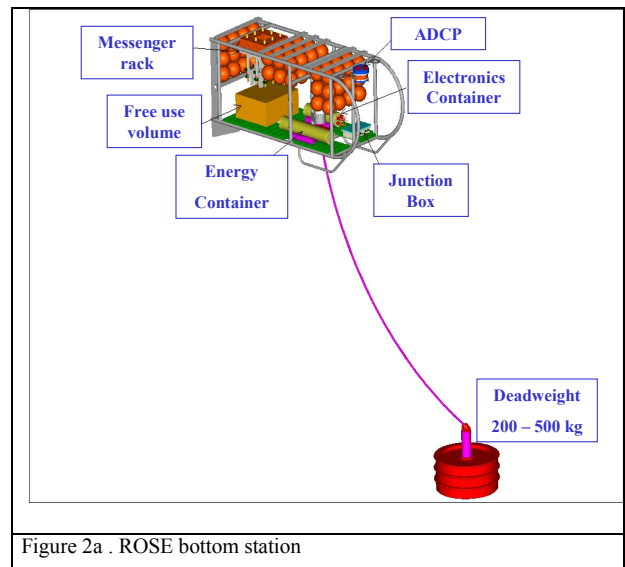 Messenger
rack
ADCP
Electronics
Container
Free use
volume
Energy
Container
Junction
Box
Deadweight
200 – 500 kg
Figure 2a . ROSE bottom station